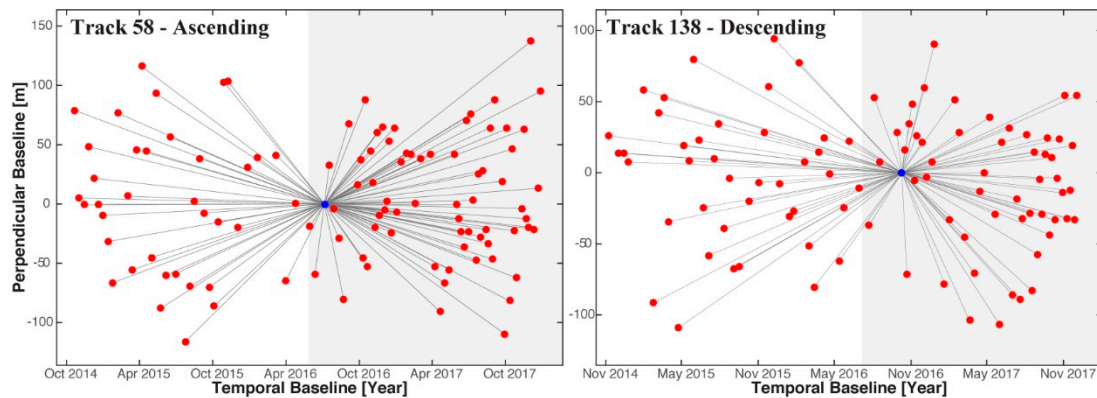 Track 58 - Ascending
Perpendicular Baseline [m]
150
100
50
0
-50
-100
Oct 2014 Apr 2015 Oct 2015 Apr 2016 Oct 2016 Apr 2017 Oct 2017
Temporal Baseline [Year]
Track 138 - Descending
100
50
0
-50
-100
Nov 2014 May 2015 Nov 2015 May 2016 Nov 2016 May 2017 Nov 2017
Temporal Baseline [Year]